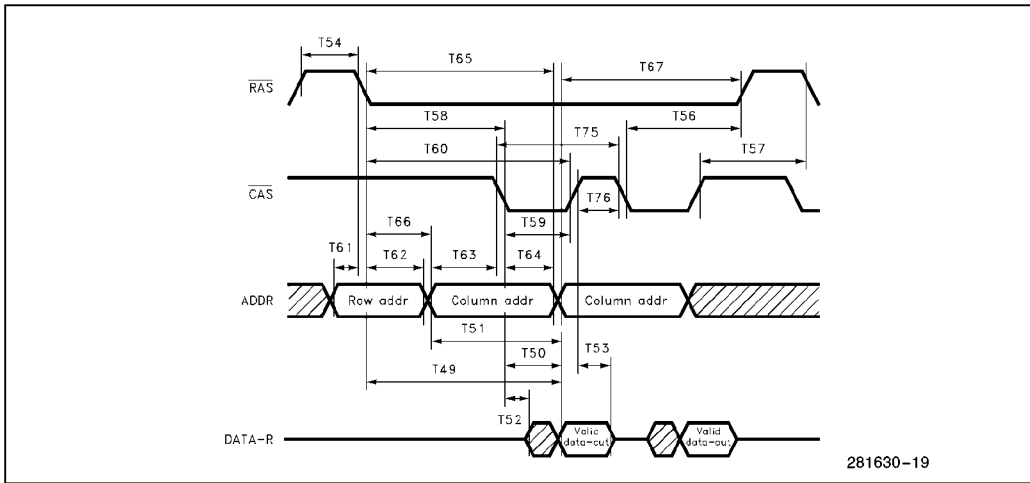 T54
T65
T67
RAS
T58
T75
T56
T60
T57
CAS
T76
T66
T59
T61
T62
T63
T64
ADDR
Row addr
Column addr
Column addr
T51
T50
T53
T49
T52
DATA-R
Valid
data-out
Valid
data-out
281630-19